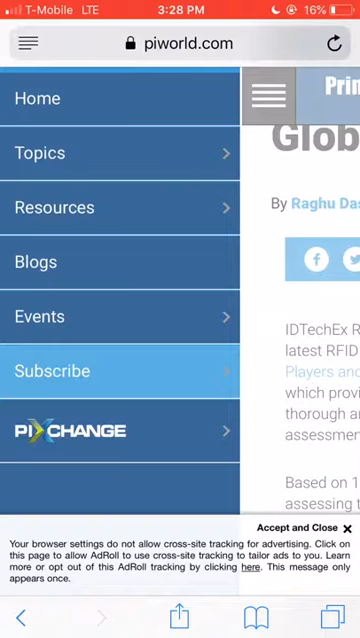 T-Mobile LTE 3:28 PM 16%
piworld.com
Home
Topics
Resources
Blogs
Events
Subscribe
PIXCHANGE
Prin
Glob
By Raghu Das
IDTechEx R
latest RFID
Players and
which provi
thorough an
assessmen
Based on 1
assessing t
Accept and Close ×
Your browser settings do not allow cross-site tracking for advertising. Click on
this page to allow AdRoll to use cross-site tracking to tailor ads to you. Learn
more or opt out of this AdRoll tracking by clicking here. This message only
appears once.